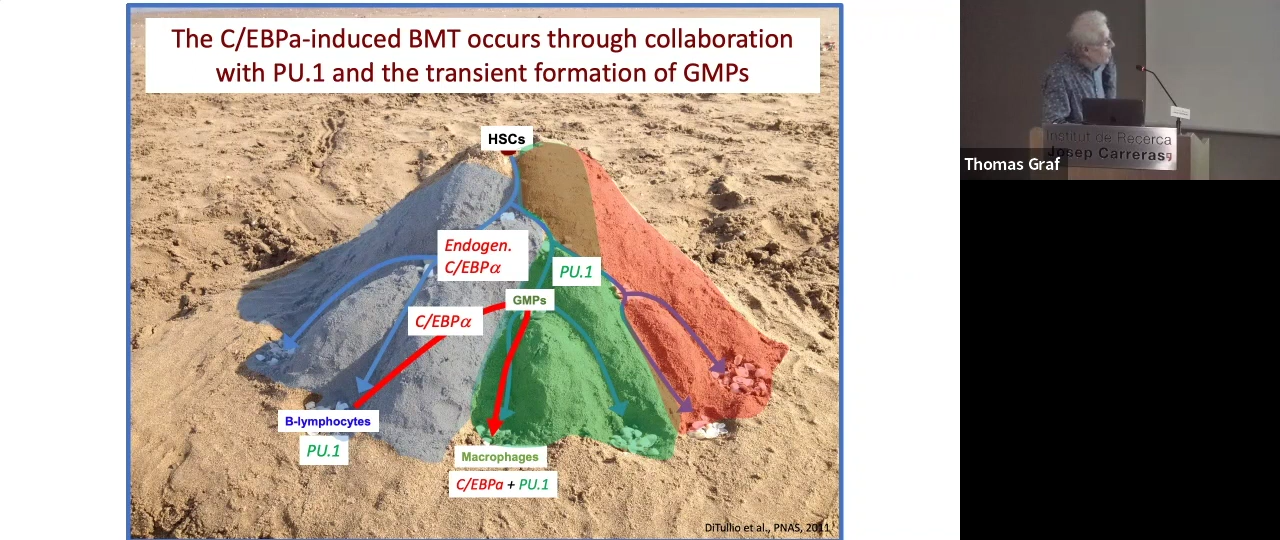 The C/EBPa-induced BMT occurs through collaboration
with PU.1 and the transient formation of GMPs
HSCs
Endogen.
C/EBPα
PU.1
GMPs
C/EBPα
B-lymphocytes
PU.1
Macrophages
C/EBPa + PU.1
DiTullio et al., PNAS, 2011
Institut de Recerca
Josep Carreras
Thomas Graf